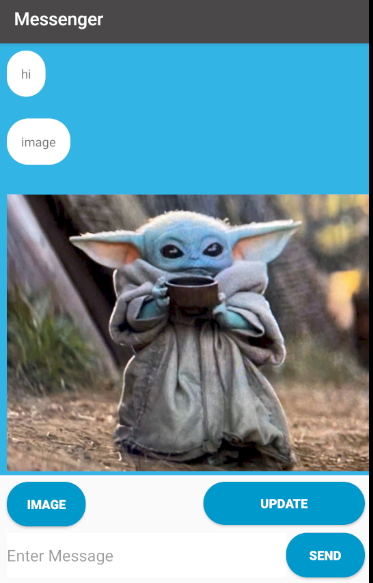 Messenger
hi
image
IMAGE
UPDATE
Enter Message
SEND